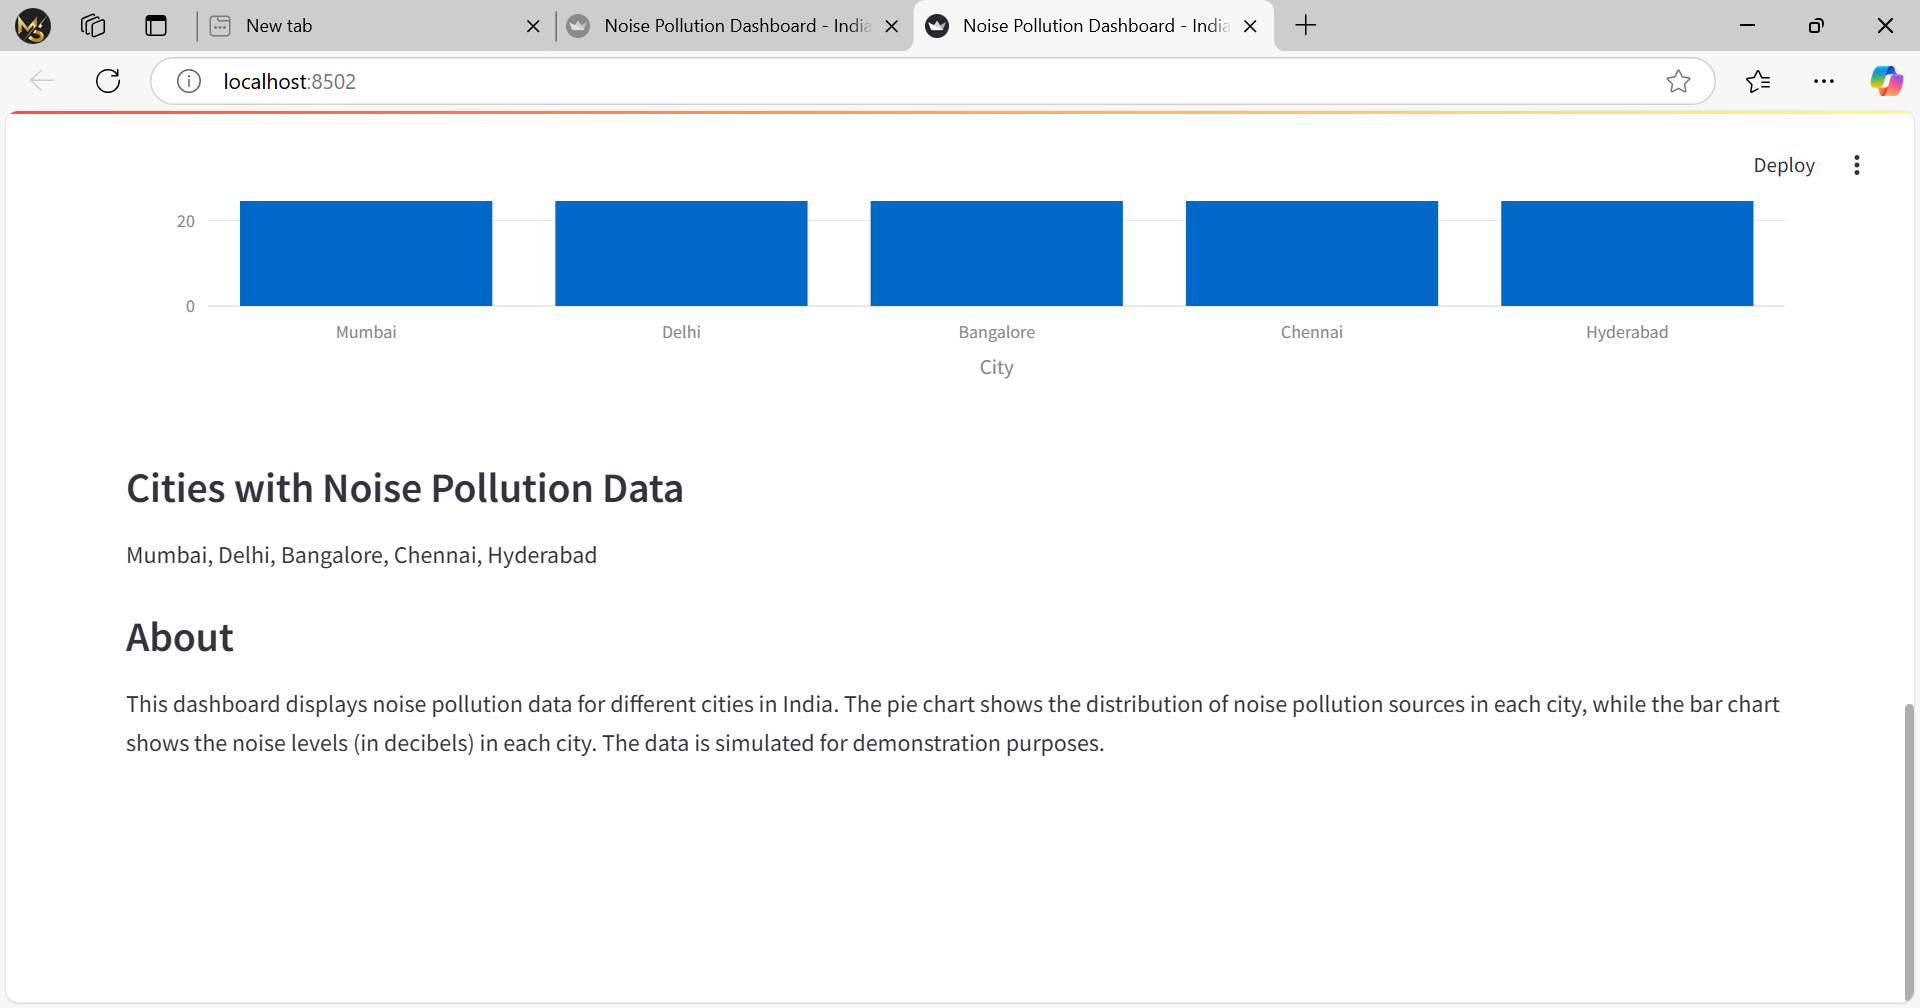 New tab
Noise Pollution Dashboard - India
Noise Pollution Dashboard - India
localhost:8502
Deploy
20
0
Mumbai Delhi Bangalore Chennai Hyderabad
City
Cities with Noise Pollution Data
Mumbai, Delhi, Bangalore, Chennai, Hyderabad
About
This dashboard displays noise pollution data for different cities in India. The pie chart shows the distribution of noise pollution sources in each city, while the bar chart
shows the noise levels (in decibels) in each city. The data is simulated for demonstration purposes.